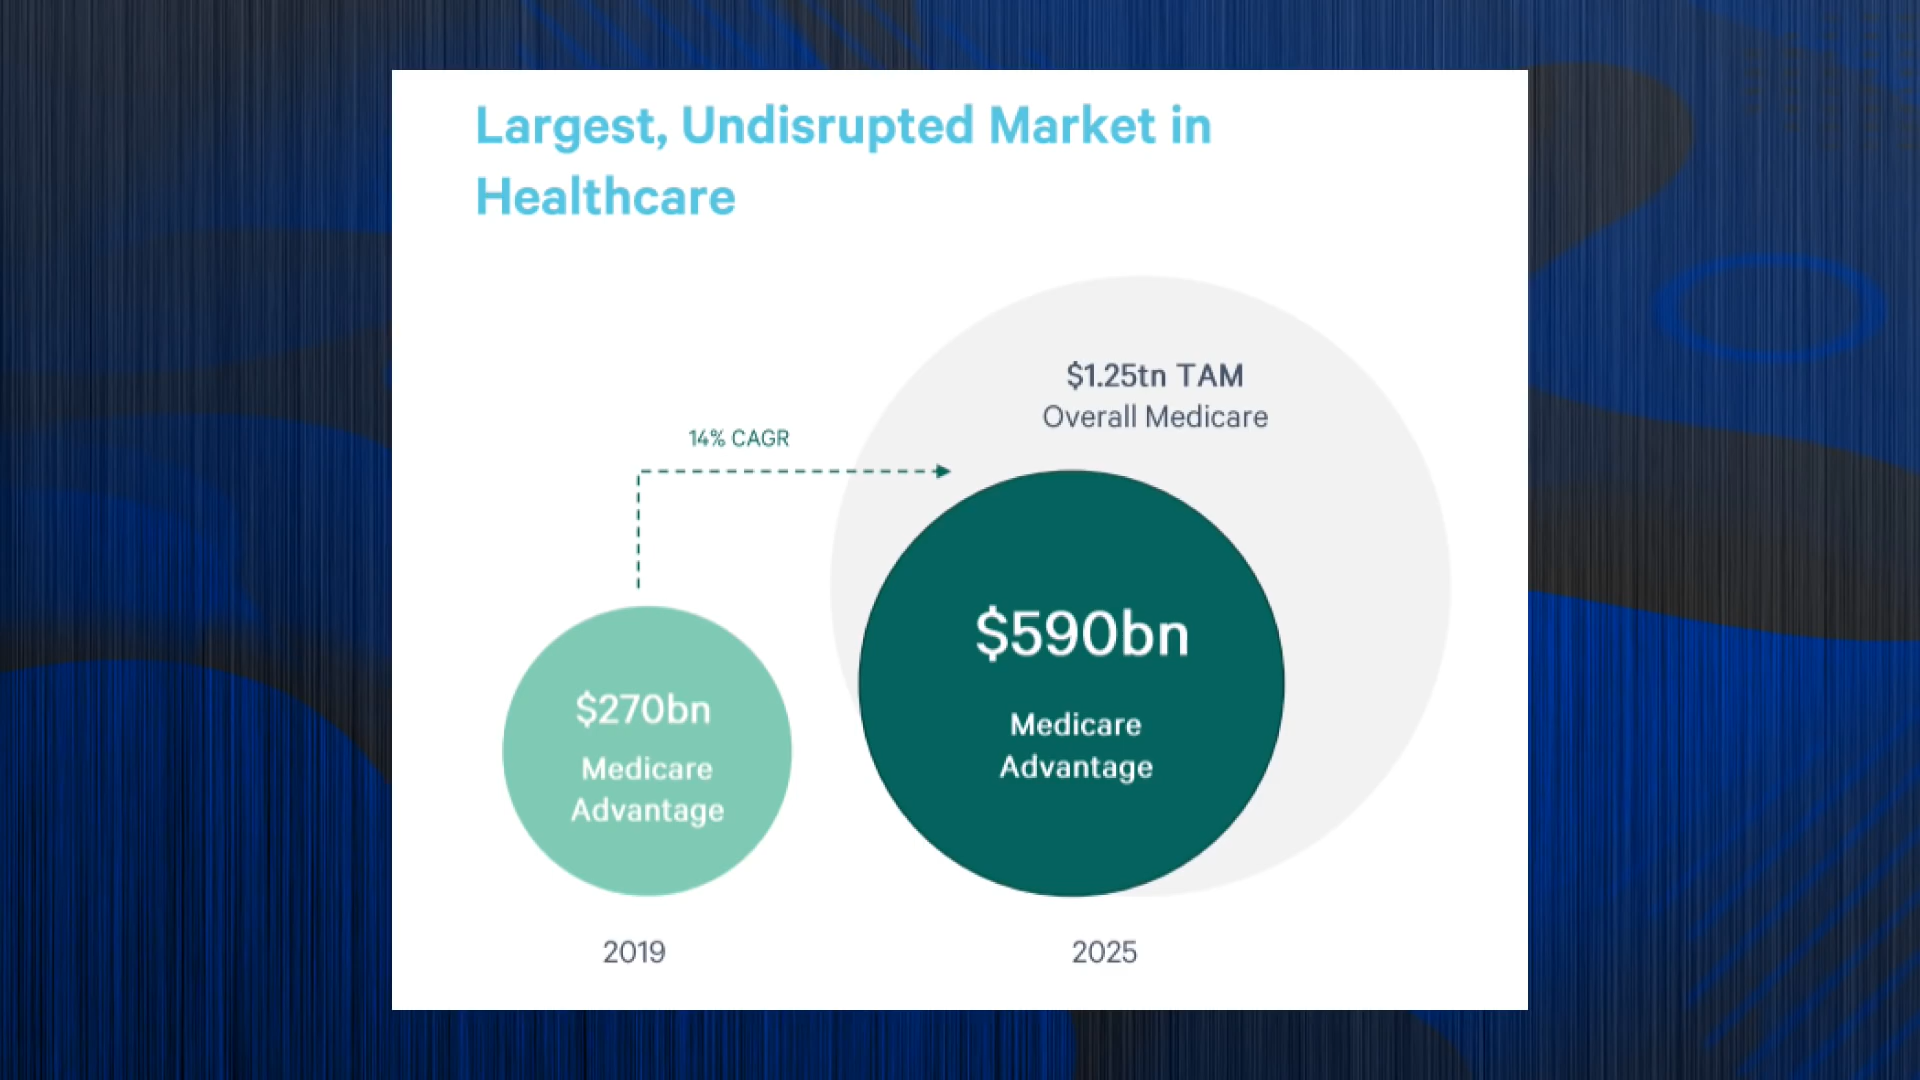 Largest, Undisrupted Market in
Healthcare
$1.25tn TAM
Overall Medicare
14% CAGR
$590bn
Medicare
Advantage
$270bn
Medicare
Advantage
2019
2025